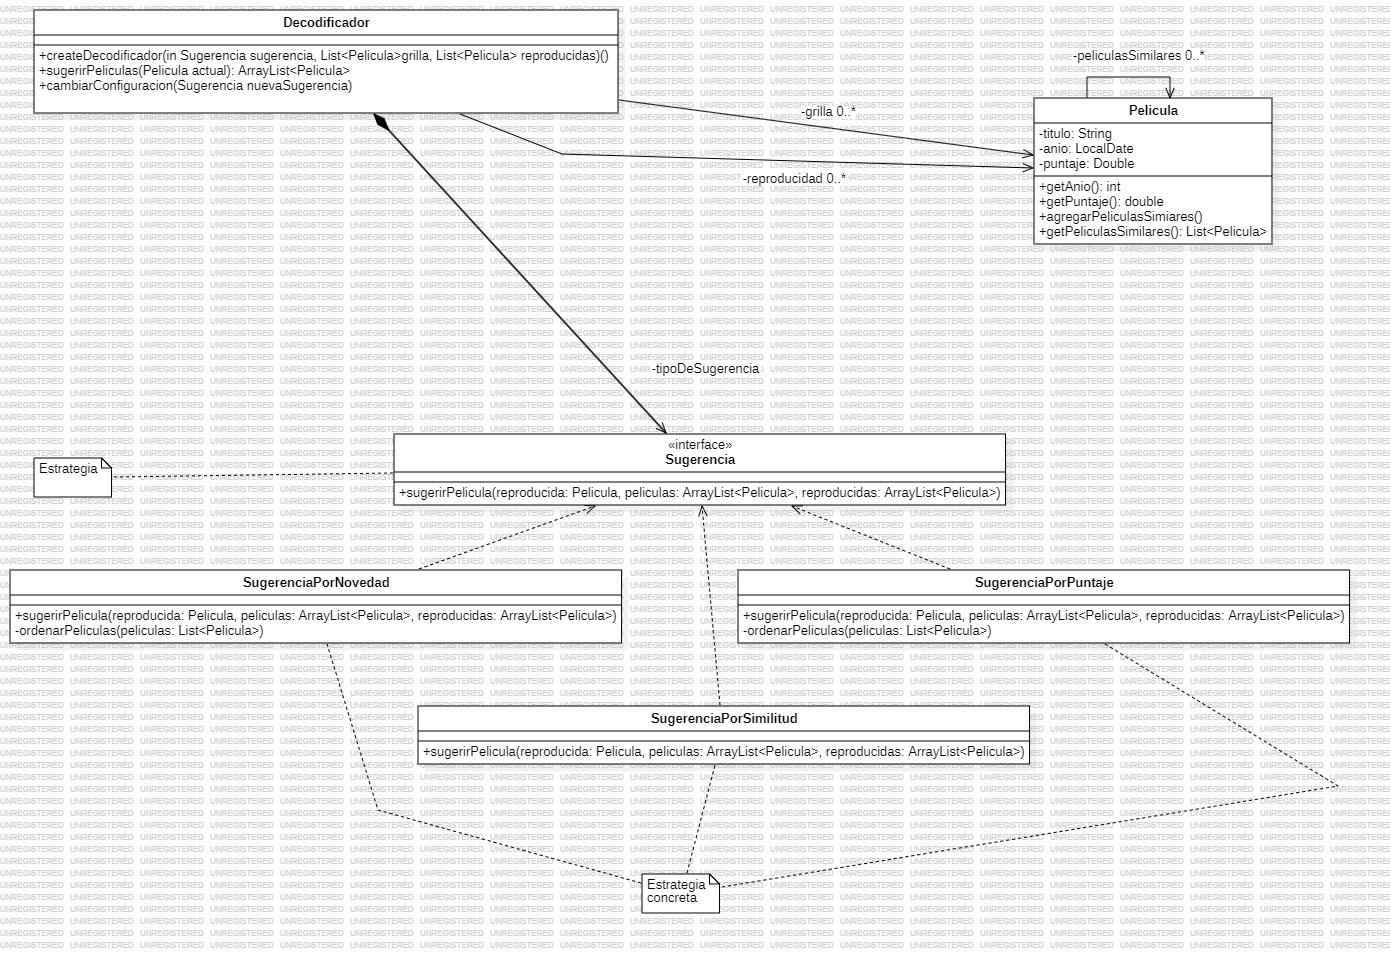 Decodificador
+createDecodificador(in Sugerencia sugerencia, List<Pelicula>grilla, List<Pelicula> reproducidas)()
+sugerirPeliculas(Pelicula actual): ArrayList<Pelicula>
+cambiarConfiguracion(Sugerencia nuevaSugerencia)
-peliculasSimilares 0..*
Pelicula
-titulo: String
-anio: LocalDate
-puntaje: Double
+getAnio(): int
+getPuntaje(): double
+agregarPeliculasSimiares()
+getPeliculasSimilares(): List<Pelicula>
-grilla 0..*
-reproducidad 0..*
-tipoDeSugerencia
«interface»
Sugerencia
+sugerirPelicula(reproducida: Pelicula, peliculas: ArrayList<Pelicula>, reproducidas: ArrayList<Pelicula>)
Estrategia
SugerenciaPorNovedad
+sugerirPelicula(reproducida: Pelicula, peliculas: ArrayList<Pelicula>, reproducidas: ArrayList<Pelicula>)
-ordenarPeliculas(peliculas: List<Pelicula>)
SugerenciaPorPuntaje
+sugerirPelicula(reproducida: Pelicula, peliculas: ArrayList<Pelicula>, reproducidas: ArrayList<Pelicula>)
-ordenarPeliculas(peliculas: List<Pelicula>)
SugerenciaPorSimilitud
+sugerirPelicula(reproducida: Pelicula, peliculas: ArrayList<Pelicula>, reproducidas: ArrayList<Pelicula>)
Estrategia
concreta
UNREGISTERED